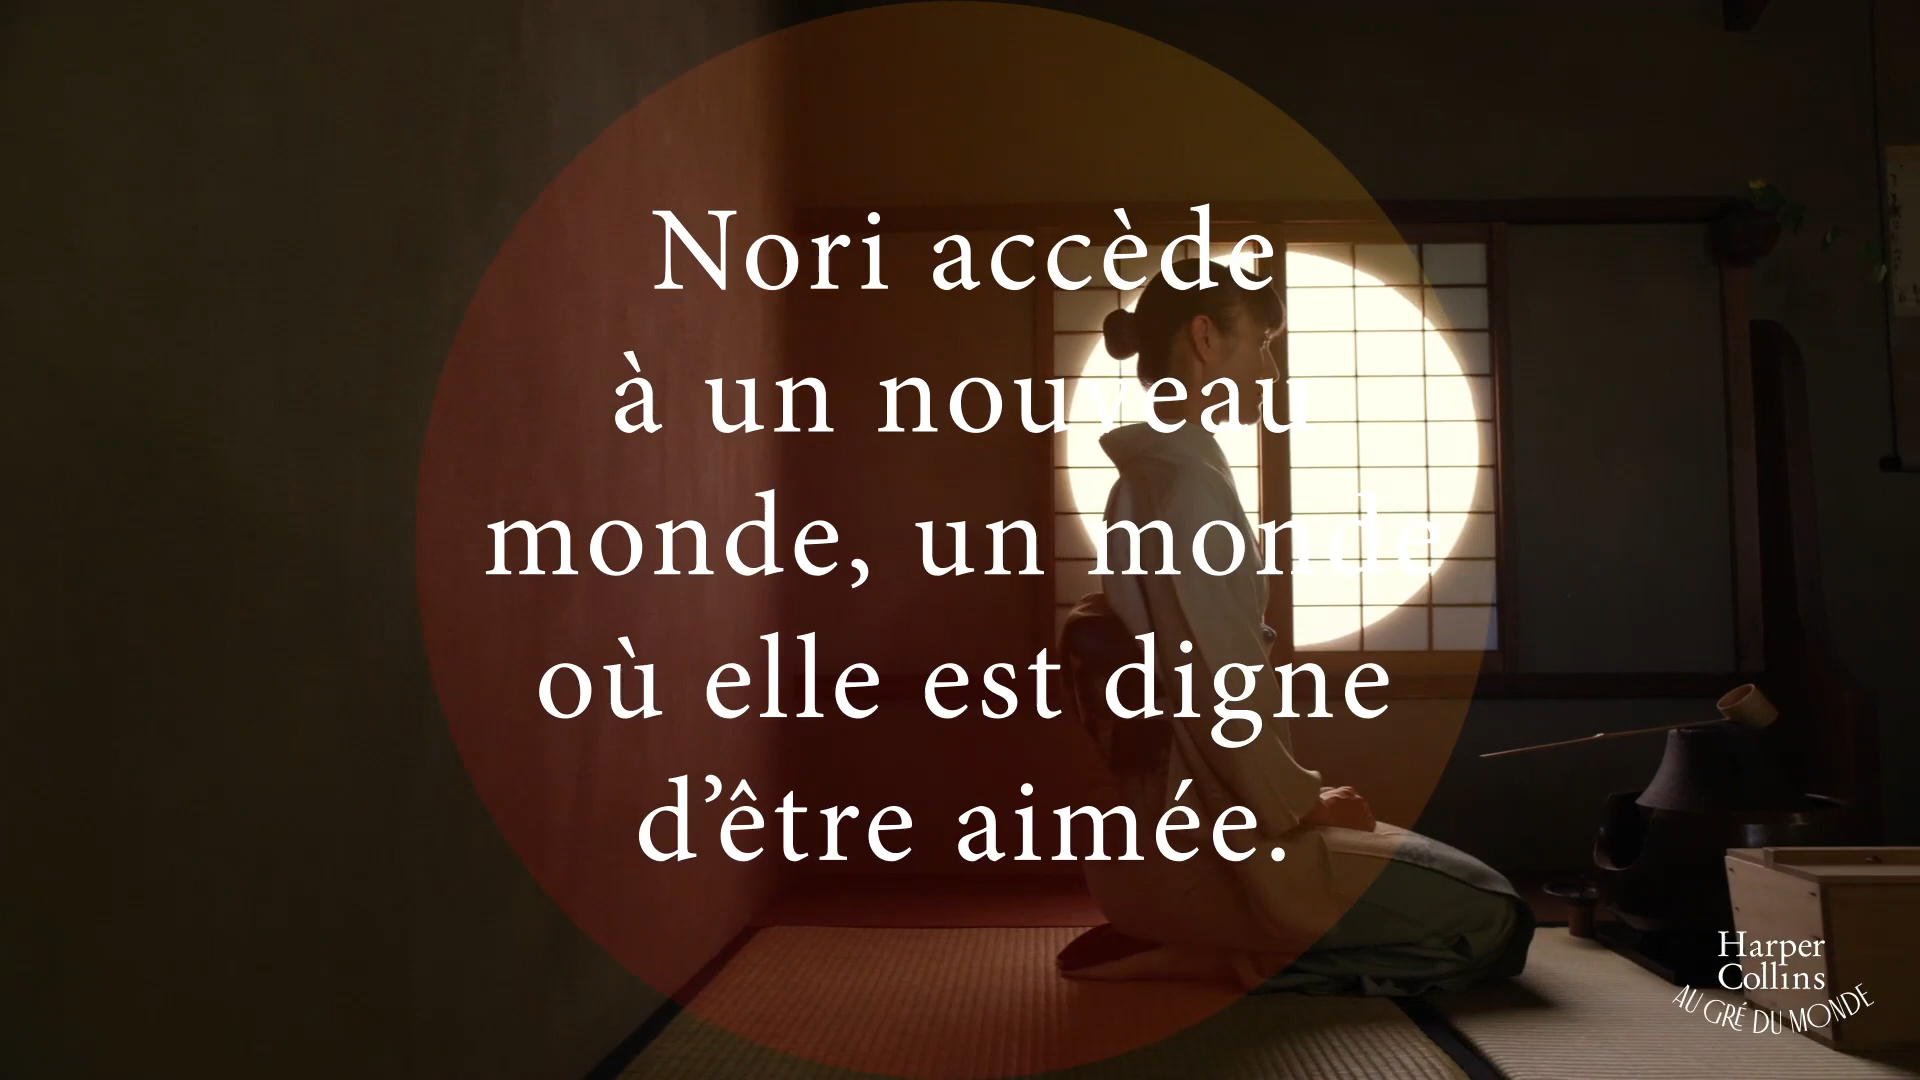 Nori accède
à un nouveau
monde, un monde
où elle est digne
d’être aimée.
Harper
Collins
AU GRÉ DU MONDE